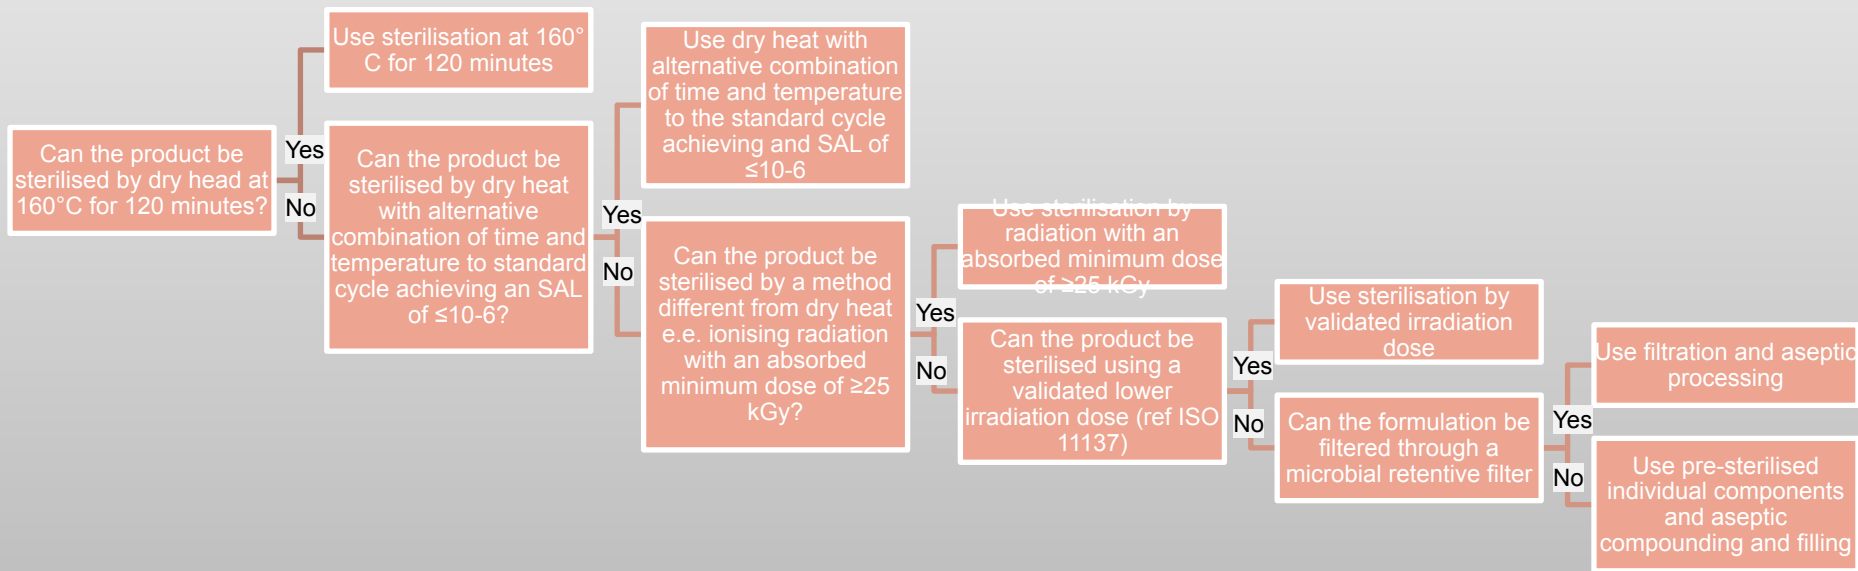 Can the product be
sterilised by dry head at
160°C for 120 minutes?
Yes
No
Use sterilisation at 160°
C for 120 minutes
Can the product be
sterilised by dry heat
with alternative
combination of time and
temperature to standard
cycle achieving an SAL
of ≤10-6?
Yes
No
Use dry heat with
alternative combination
of time and temperature
to the standard cycle
achieving and SAL of
≤10-6
Can the product be
sterilised by a method
different from dry heat
e.e. ionising radiation
with an absorbed
minimum dose of ≥25
kGy?
Yes
No
Use sterilisation by
radiation with an
absorbed minimum dose
of ≥25 kGy
Can the product be
sterilised using a
validated lower
irradiation dose (ref ISO
11137)
Yes
No
Use sterilisation by
validated irradiation
dose
Can the formulation be
filtered through a
microbial retentive filter
Yes
No
Use filtration and aseptic
processing
Use pre-sterilised
individual components
and aseptic
compounding and filling